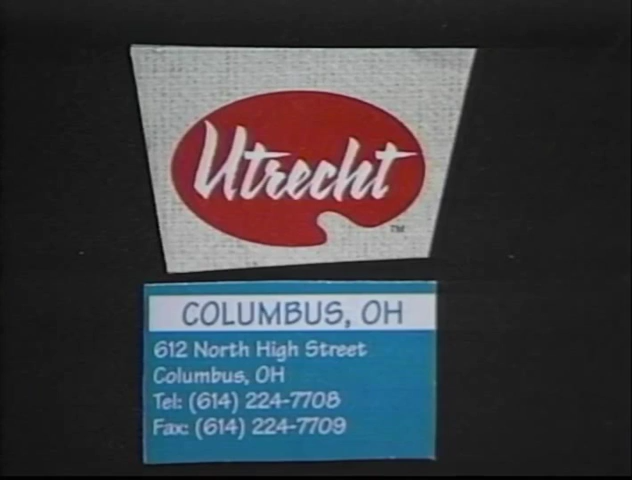 Utrecht
TM
COLUMBUS, OH
612 North High Street
Columbus, OH
Tel: (614) 224-7708
Fax: (614) 224-7709